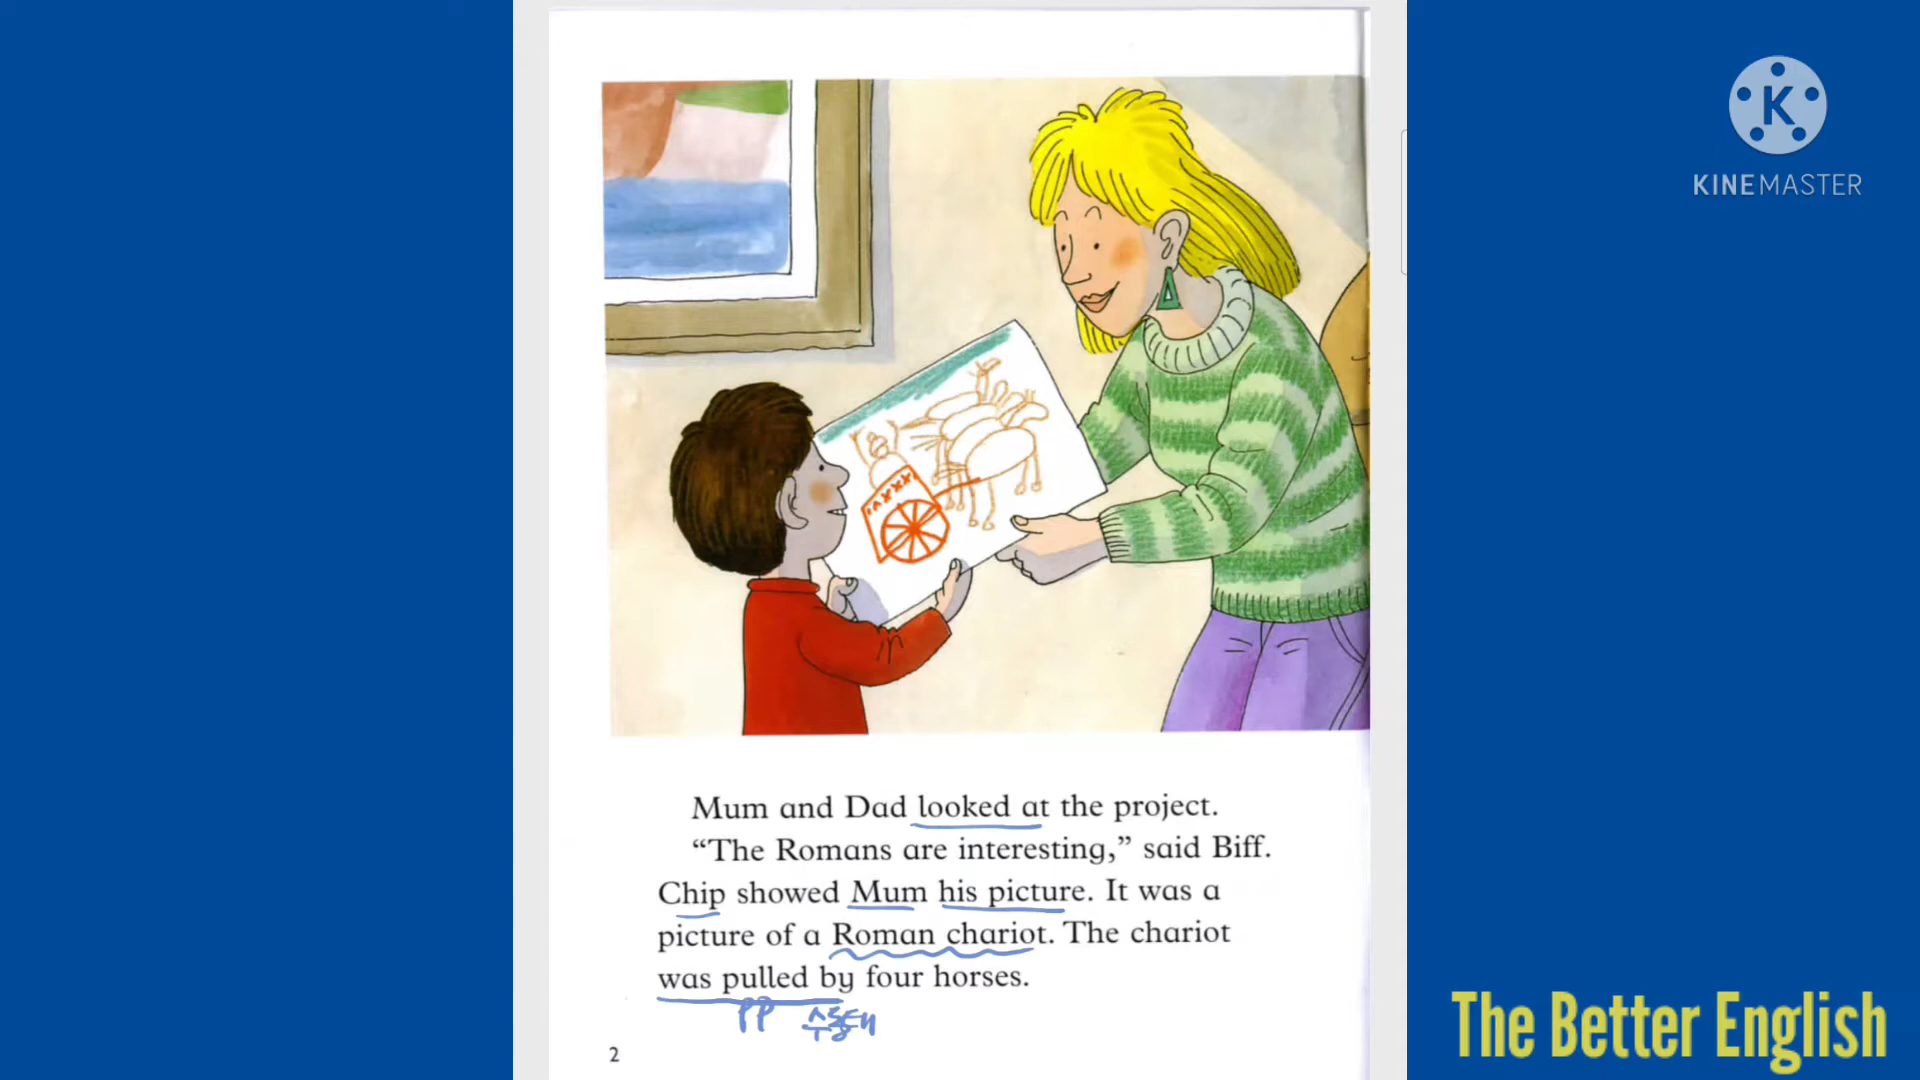 KINEMASTER
Mum and Dad looked at the project.
“The Romans are interesting,” said Biff.
Chip showed Mum his picture. It was a
picture of a Roman chariot. The chariot
was pulled by four horses.
PP 수동태
2
The Better English